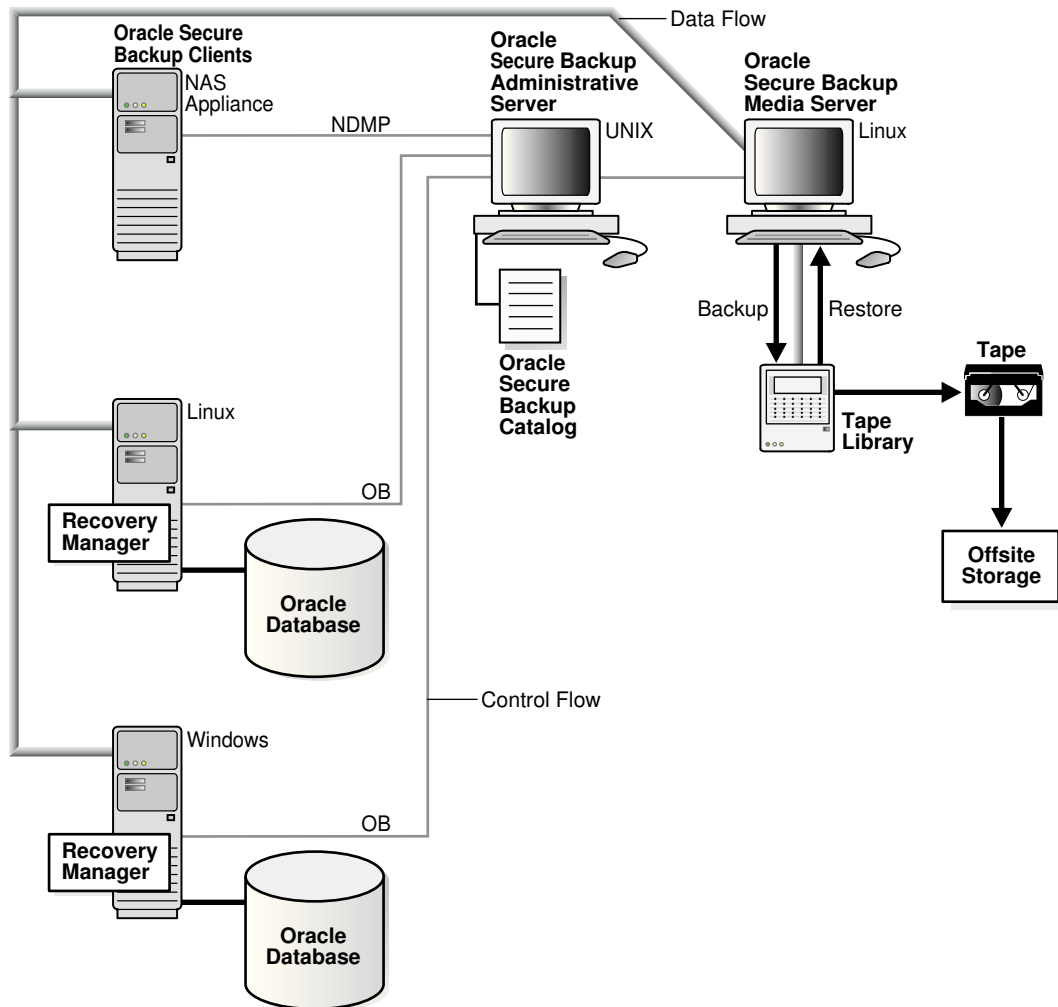 Data Flow
Oracle Secure
Backup Clients
NAS
Appliance
Oracle
Secure Backup
Administrative
Server
UNIX
Oracle
Secure Backup
Media Server
Linux
NDMP
Backup
Restore
Oracle
Secure
Backup
Catalog
Tape
Library
Tape
Offsite
Storage
Linux
OB
Recovery
Manager
Oracle
Database
Control Flow
Windows
OB
Recovery
Manager
Oracle
Database